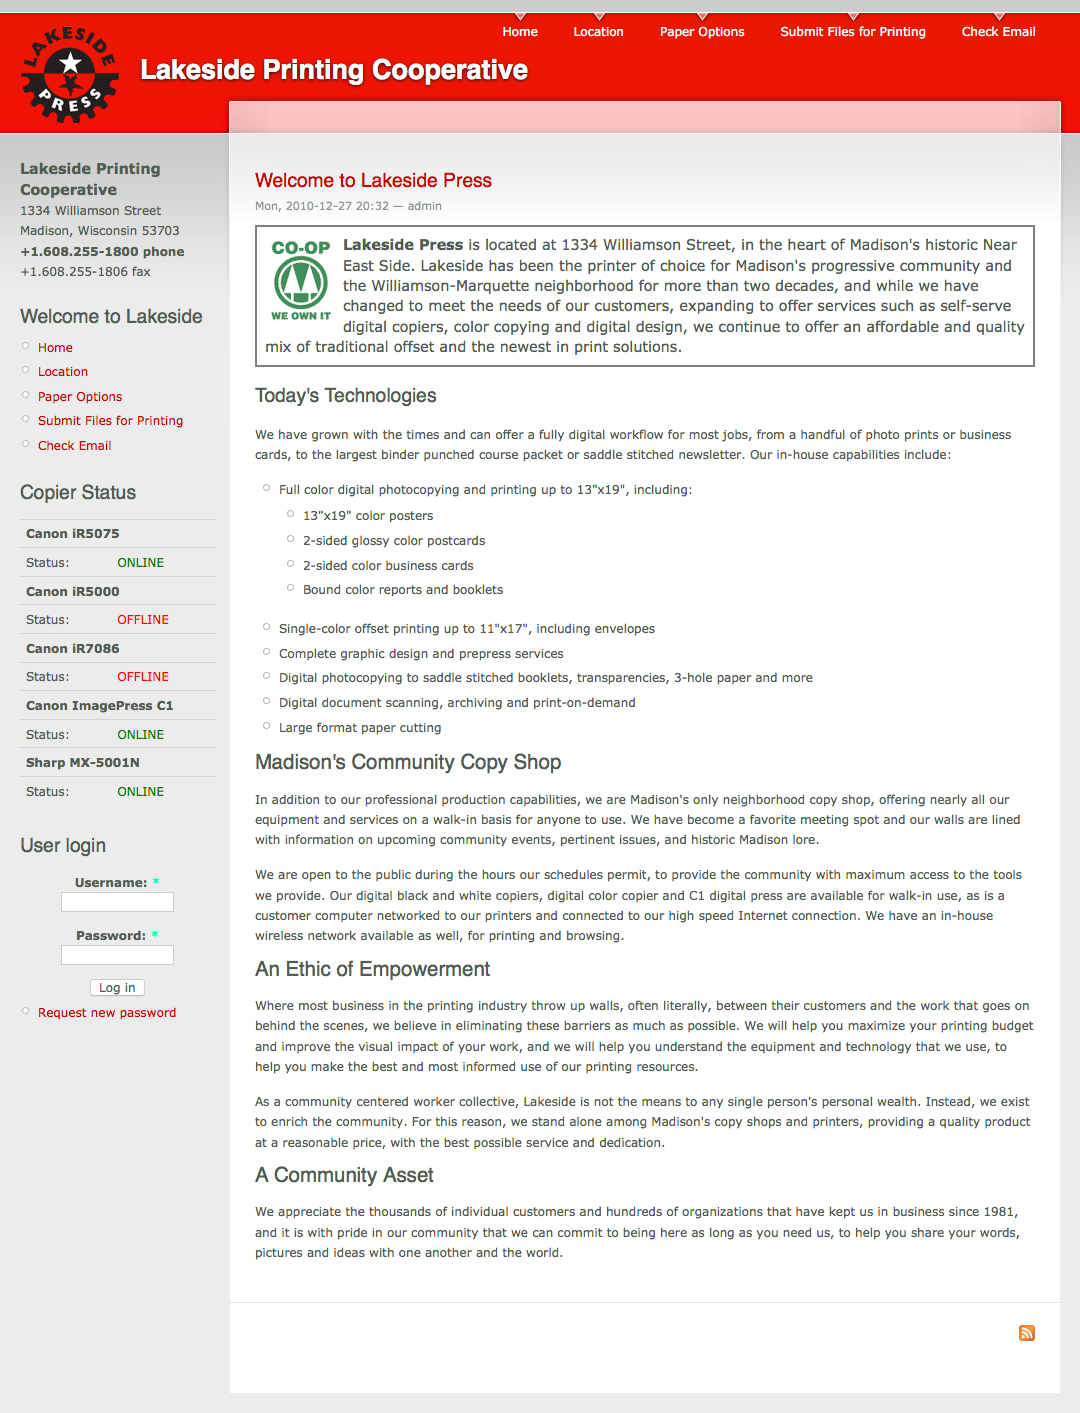 Home Location Paper Options Submit Files for Printing Check Email
LAKESIDE
PRESS
Lakeside Printing Cooperative
Lakeside Printing
Cooperative
1334 Williamson Street
Madison, Wisconsin 53703
+1.608.255-1800 phone
+1.608.255-1806 fax
Welcome to Lakeside
Home
Location
Paper Options
Submit Files for Printing
Check Email
Copier Status
Canon iR5075
Status: ONLINE
Canon iR5000
Status: OFFLINE
Canon iR7086
Status: OFFLINE
Canon ImagePress C1
Status: ONLINE
Sharp MX-5001N
Status: ONLINE
User login
Username: *
Password: *
Log in
Request new password
Welcome to Lakeside Press
Mon, 2010-12-27 20:32 — admin
CO-OP
WE OWN IT
Lakeside Press is located at 1334 Williamson Street, in the heart of Madison's historic Near
East Side. Lakeside has been the printer of choice for Madison's progressive community and
the Williamson-Marquette neighborhood for more than two decades, and while we have
changed to meet the needs of our customers, expanding to offer services such as self-serve
digital copiers, color copying and digital design, we continue to offer an affordable and quality
mix of traditional offset and the newest in print solutions.
Today's Technologies
We have grown with the times and can offer a fully digital workflow for most jobs, from a handful of photo prints or business
cards, to the largest binder punched course packet or saddle stitched newsletter. Our in-house capabilities include:
Full color digital photocopying and printing up to 13"x19", including:
13"x19" color posters
2-sided glossy color postcards
2-sided color business cards
Bound color reports and booklets
Single-color offset printing up to 11"x17", including envelopes
Complete graphic design and prepress services
Digital photocopying to saddle stitched booklets, transparencies, 3-hole paper and more
Digital document scanning, archiving and print-on-demand
Large format paper cutting
Madison's Community Copy Shop
In addition to our professional production capabilities, we are Madison's only neighborhood copy shop, offering nearly all our
equipment and services on a walk-in basis for anyone to use. We have become a favorite meeting spot and our walls are lined
with information on upcoming community events, pertinent issues, and historic Madison lore.
We are open to the public during the hours our schedules permit, to provide the community with maximum access to the tools
we provide. Our digital black and white copiers, digital color copier and C1 digital press are available for walk-in use, as is a
customer computer networked to our printers and connected to our high speed Internet connection. We have an in-house
wireless network available as well, for printing and browsing.
An Ethic of Empowerment
Where most business in the printing industry throw up walls, often literally, between their customers and the work that goes on
behind the scenes, we believe in eliminating these barriers as much as possible. We will help you maximize your printing budget
and improve the visual impact of your work, and we will help you understand the equipment and technology that we use, to
help you make the best and most informed use of our printing resources.
As a community centered worker collective, Lakeside is not the means to any single person's personal wealth. Instead, we exist
to enrich the community. For this reason, we stand alone among Madison's copy shops and printers, providing a quality product
at a reasonable price, with the best possible service and dedication.
A Community Asset
We appreciate the thousands of individual customers and hundreds of organizations that have kept us in business since 1981,
and it is with pride in our community that we can commit to being here as long as you need us, to help you share your words,
pictures and ideas with one another and the world.